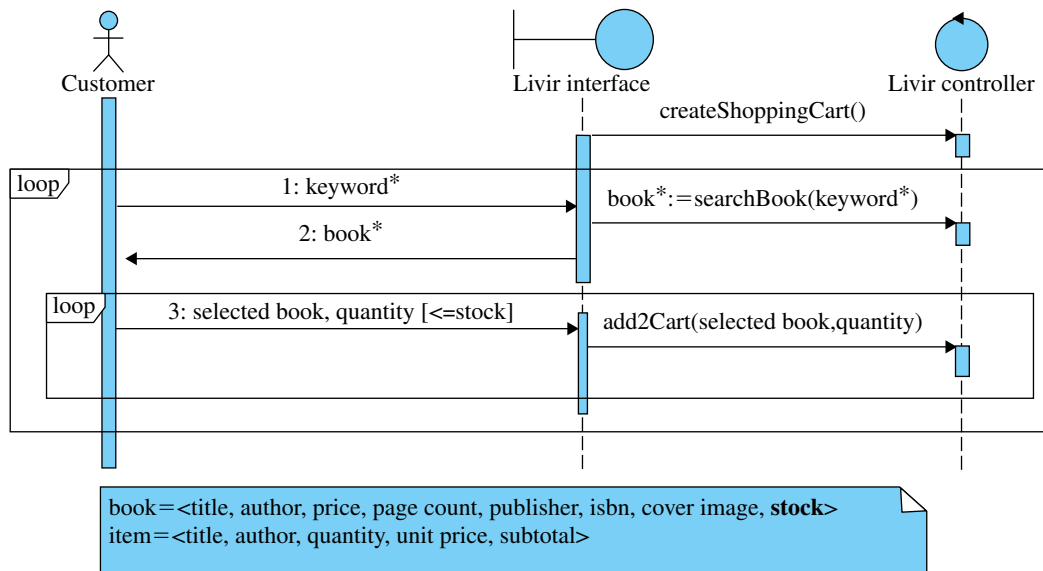 Customer
Livir interface
Livir controller
createShoppingCart()
loop
1: keyword*
book*:=searchBook(keyword*)
2: book*
loop
3: selected book, quantity [<=stock]
add2Cart(selected book,quantity)
book=<title, author, price, page count, publisher, isbn, cover image, stock>
item=<title, author, quantity, unit price, subtotal>